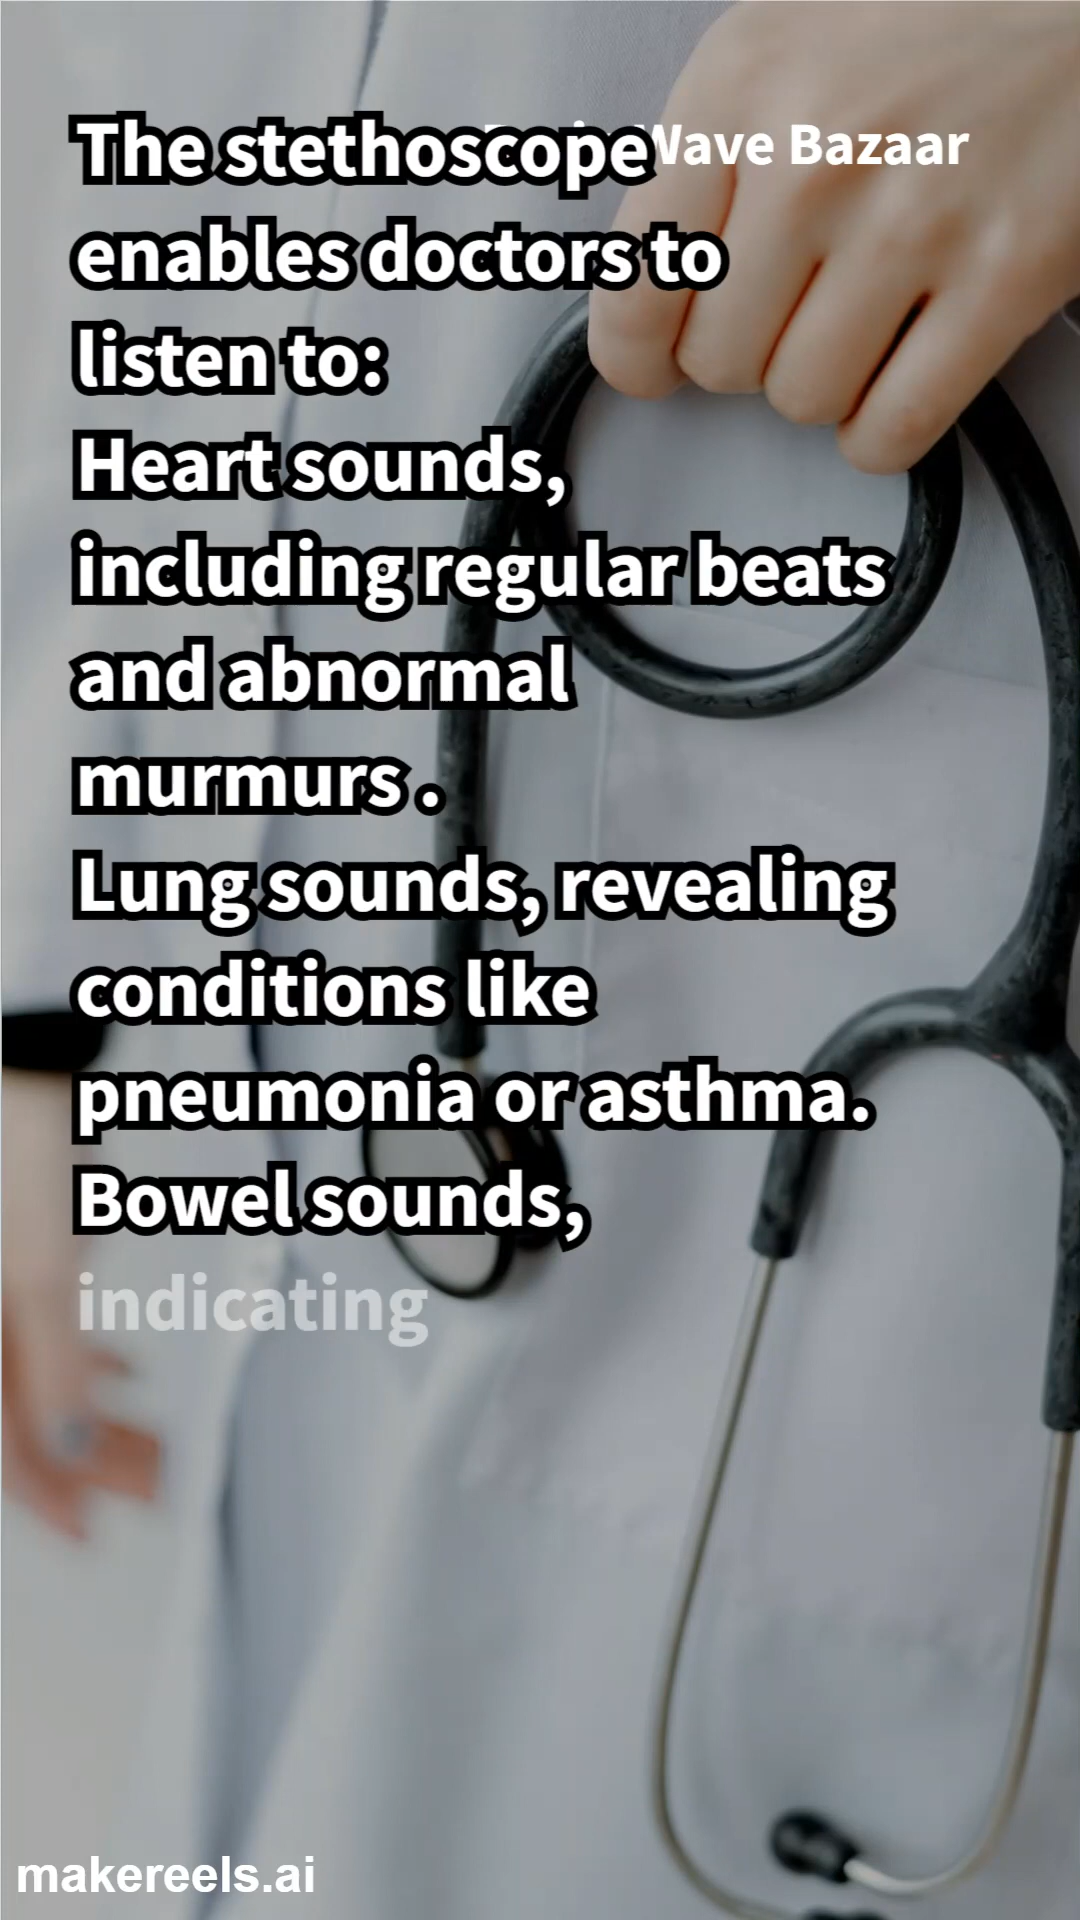 The stethoscope
Wave Bazaar
enables doctors to
listen to:
Heart sounds,
including regular beats
and abnormal
murmurs .
Lung sounds, revealing
conditions like
pneumonia or asthma.
Bowel sounds,
indicating
makereels.ai